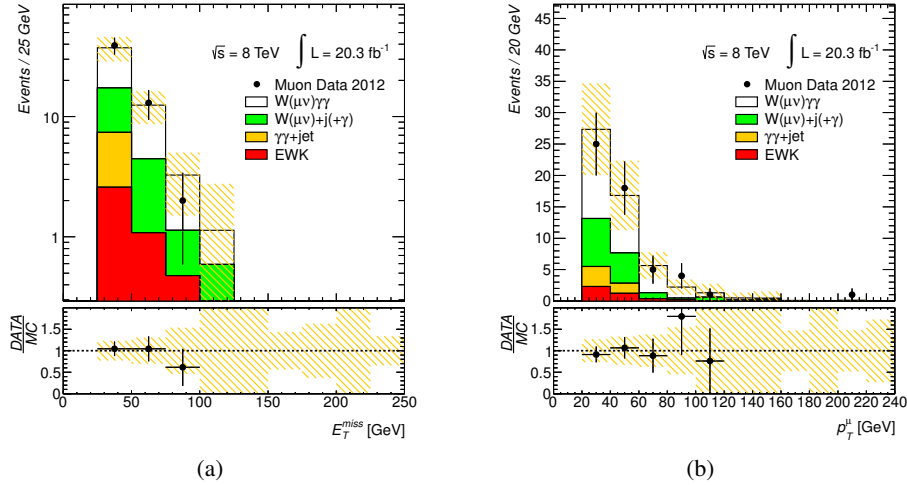 Events / 25 GeV
10
1
√s = 8 TeV ∫ L = 20.3 fb⁻¹
Muon Data 2012
W(μν)γγ
W(μν)+j(+γ)
γγ+jet
EWK
DATA
MC
1.5
1
0.5
0
0 50 100 150 200 250
E_T^miss [GeV]
(a)
Events / 20 GeV
45
40
35
30
25
20
15
10
5
0
√s = 8 TeV ∫ L = 20.3 fb⁻¹
Muon Data 2012
W(μν)γγ
W(μν)+j(+γ)
γγ+jet
EWK
DATA
MC
1.5
1
0.5
0
0 20 40 60 80 100 120 140 160 180 200 220 240
p_T^μ [GeV]
(b)